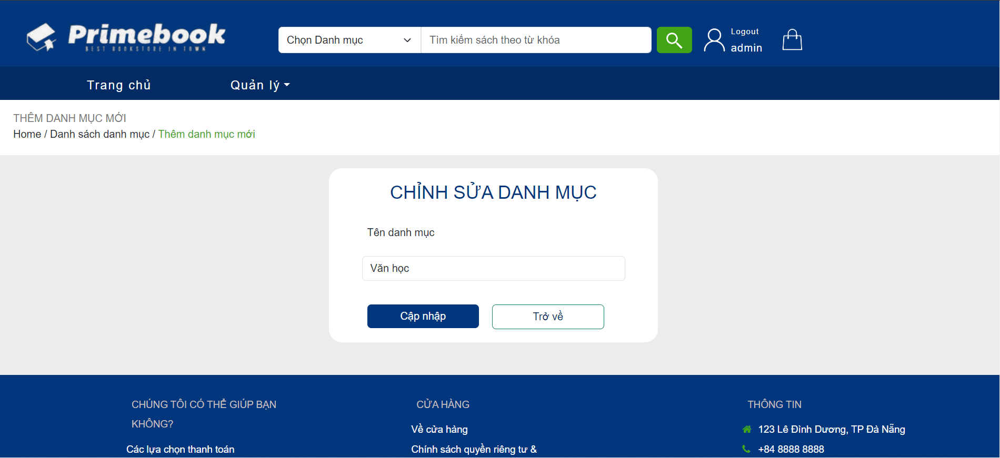 Primebook
BEST BOOKSTORE IN TOWN
Chọn Danh mục
Tìm kiếm sách theo từ khóa
Logout
admin
Trang chủ
Quản lý
THÊM DANH MỤC MỚI
Home / Danh sách danh mục / Thêm danh mục mới
CHỈNH SỬA DANH MỤC
Tên danh mục
Văn học
Cập nhập
Trở về
CHÚNG TÔI CÓ THỂ GIÚP BẠN
KHÔNG?
Các lựa chọn thanh toán
CỬA HÀNG
Về cửa hàng
Chính sách quyền riêng tư &
THÔNG TIN
123 Lê Đình Dương, TP Đà Nẵng
+84 8888 8888